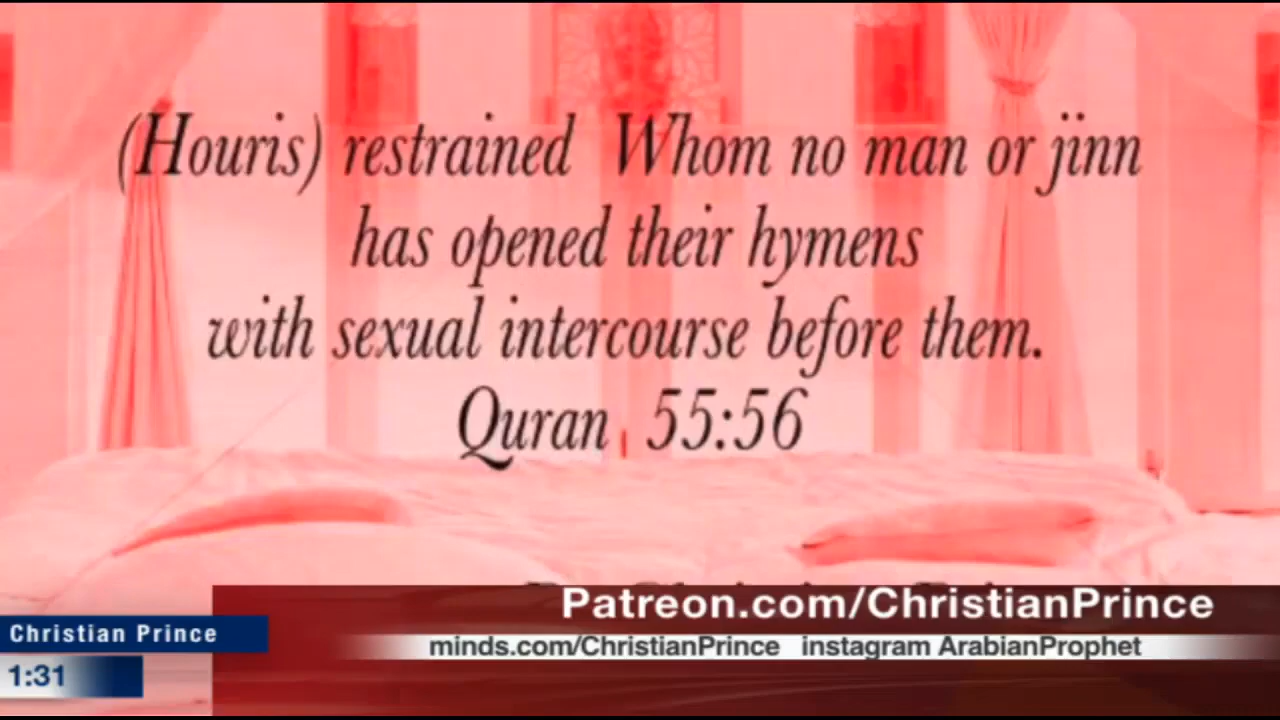 (Houris) restrained Whom no man or jinn
has opened their hymens
with sexual intercourse before them.
Quran 55:56
Patreon.com/ChristianPrince
Christian Prince
minds.com/ChristianPrince instagram ArabianProphet
1:31